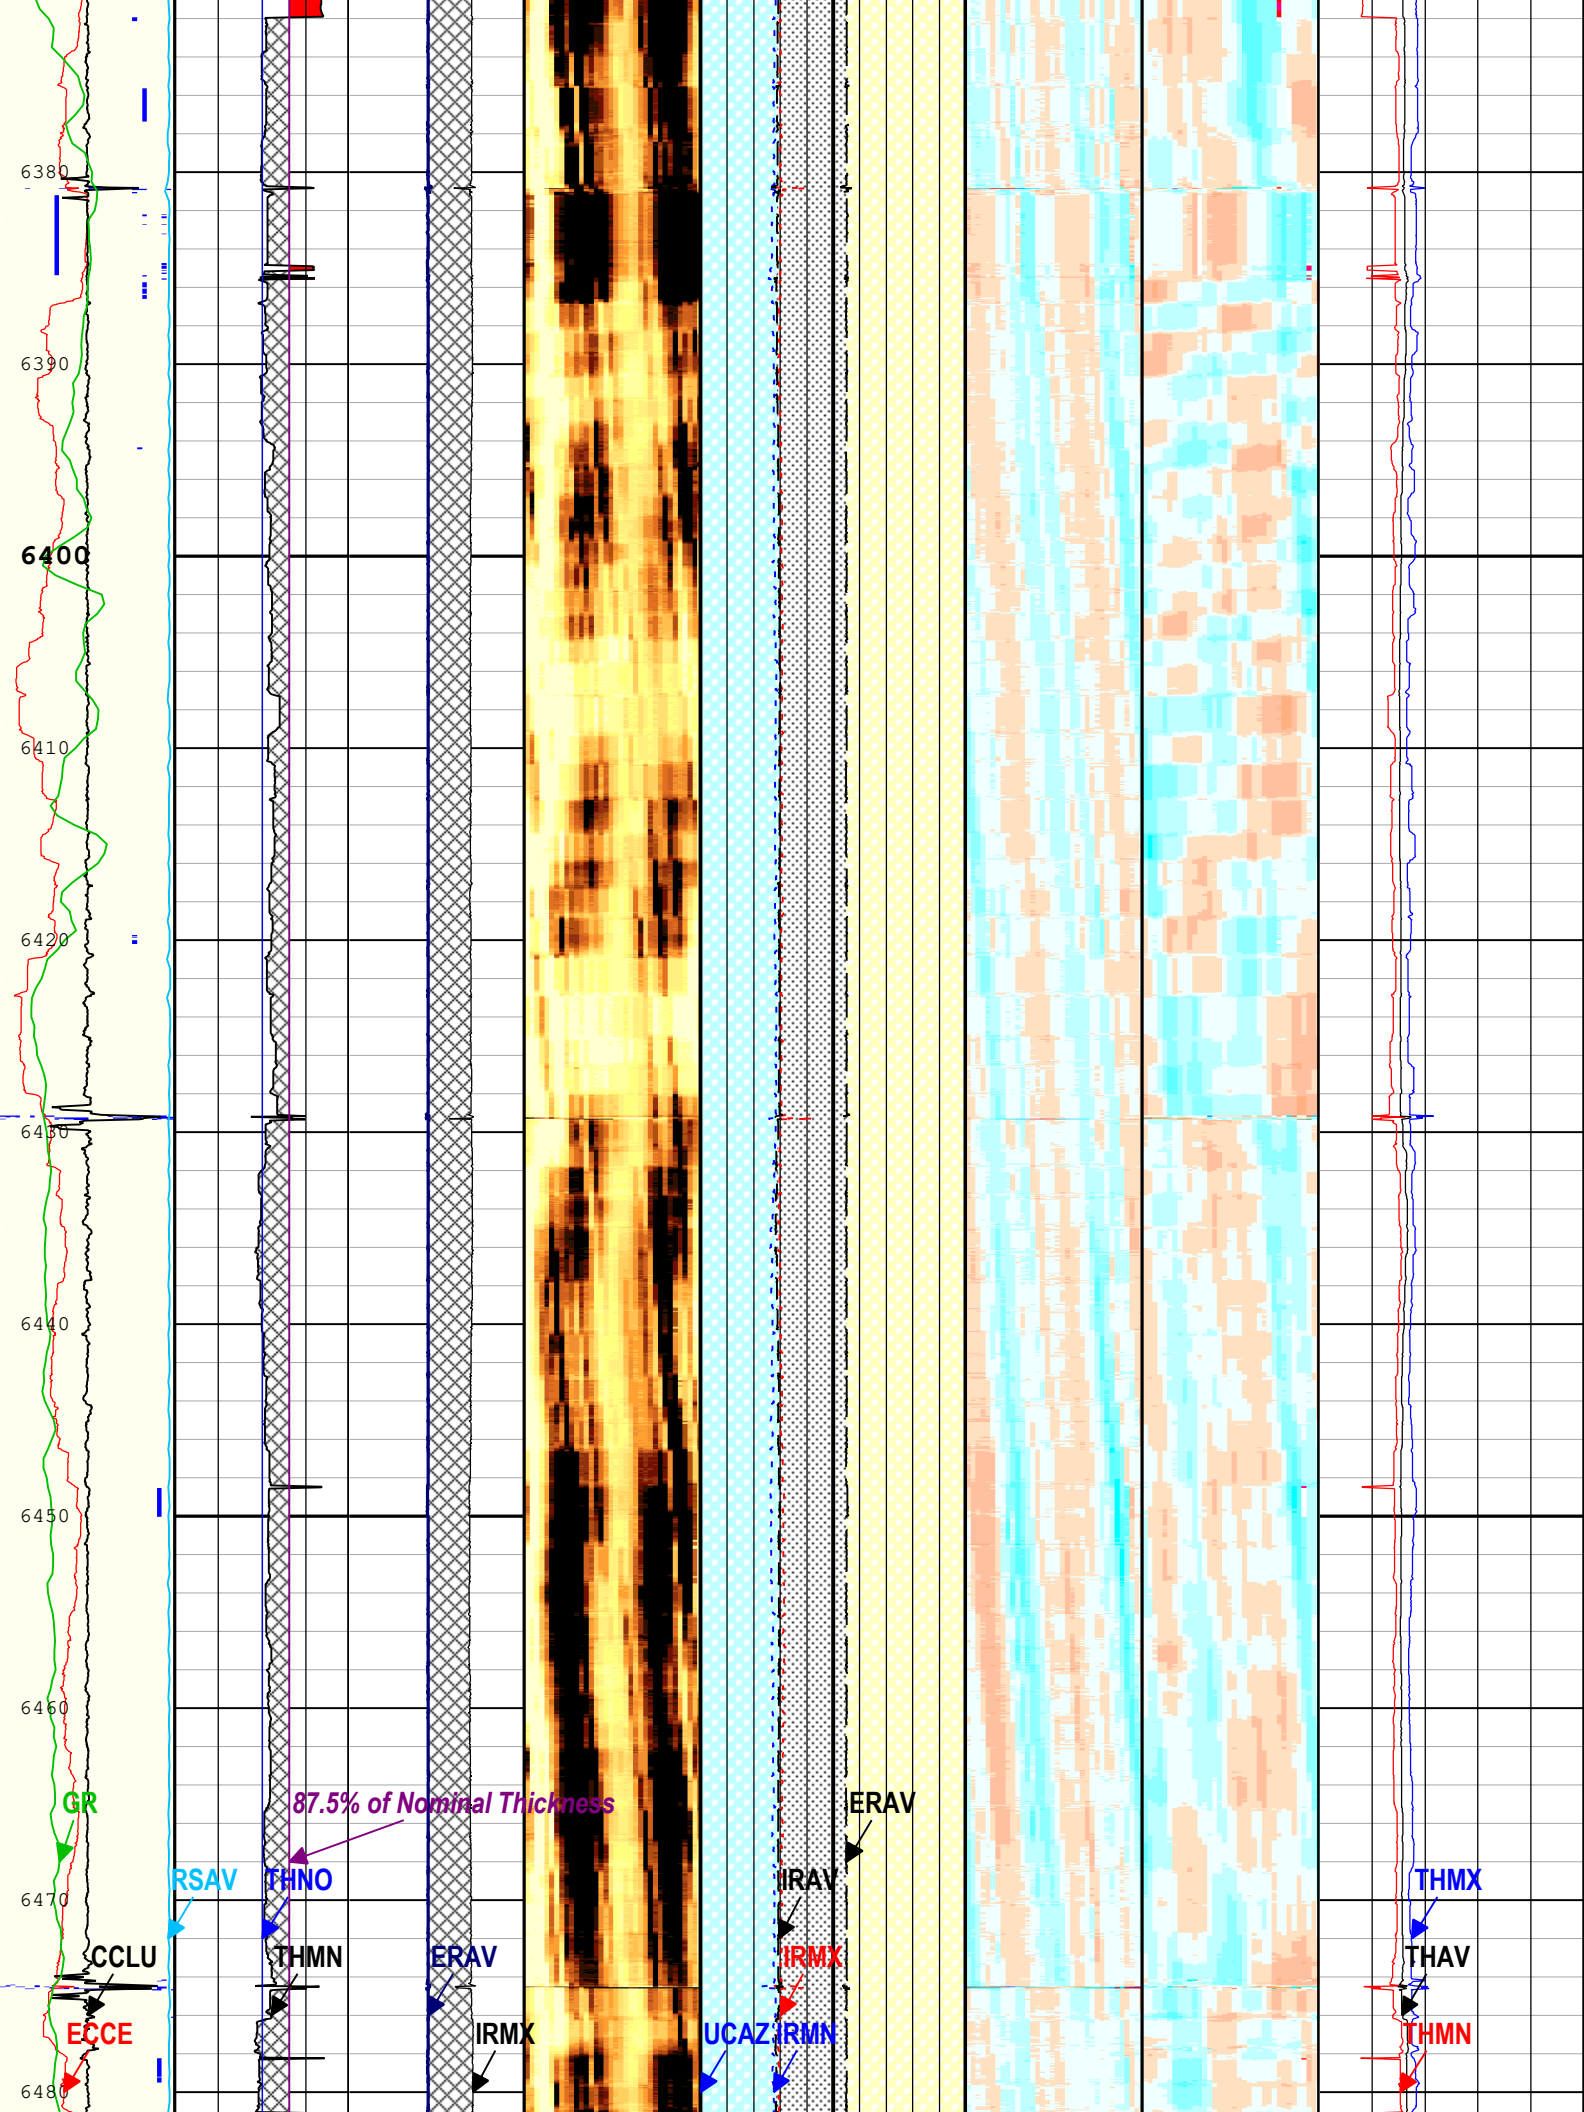 6380
6390
6400
6410
6420
6430
6440
6450
6460
GR
87.5% of Nominal Thickness
ERAV
RSAV
THNO
IRAV
THMX
6470
CCLU
THMN
ERAV
IRMX
THAV
ECCE
IRMX
UCAZ
IRMN
THMN
6480